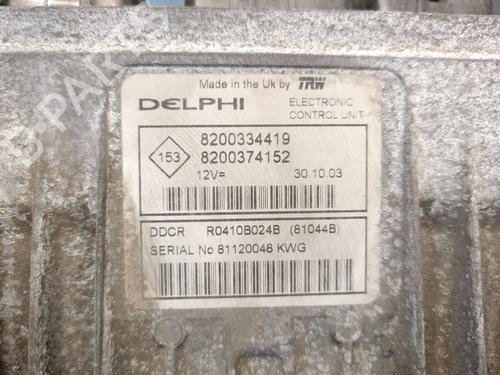 Made in the Uk by TRW
DELPHI ELECTRONIC CONTROL UNIT
8200334419
153 8200374152
12V= 30.10.03
DDCR R0410B024B (81044B)
SERIAL No 81120048 KWG
B-PARTS